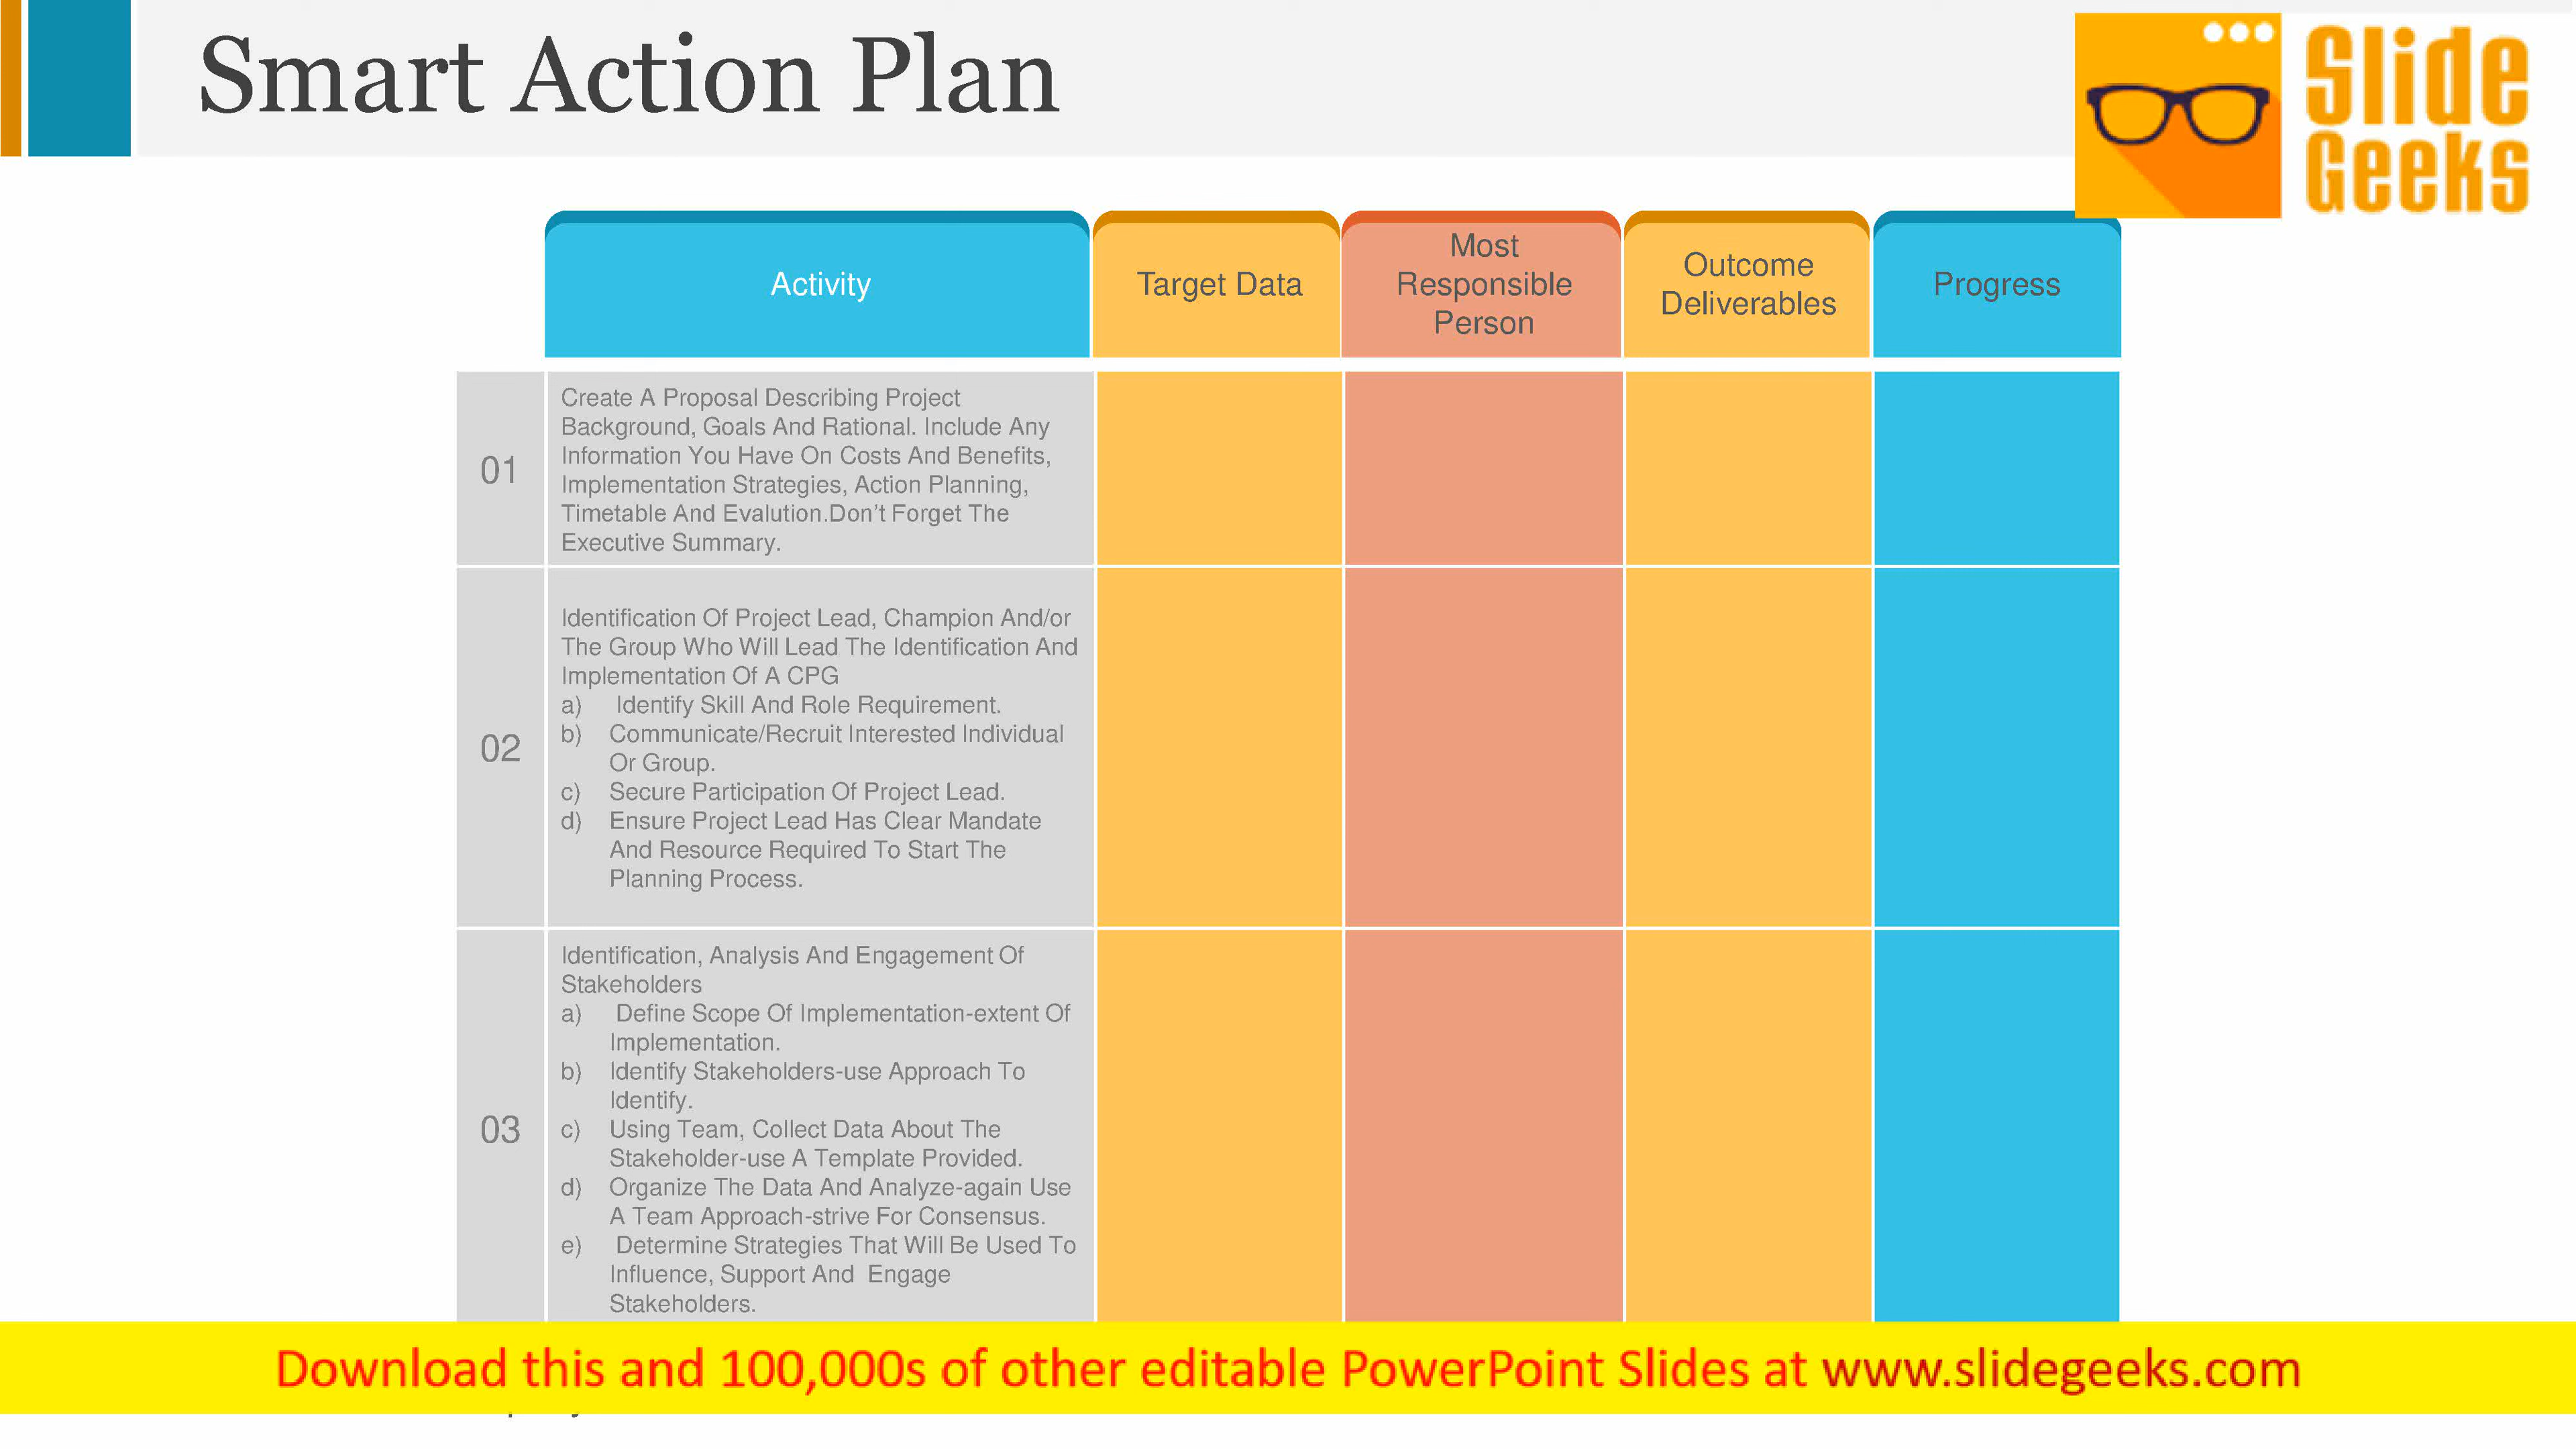 Smart Action Plan
Slide
Geeks
Activity
Target Data
Most
Responsible
Person
Outcome
Deliverables
Progress
01
Create A Proposal Describing Project
Background, Goals And Rational. Include Any
Information You Have On Costs And Benefits,
Implementation Strategies, Action Planning,
Timetable And Evalution.Don’t Forget The
Executive Summary.
02
Identification Of Project Lead, Champion And/or
The Group Who Will Lead The Identification And
Implementation Of A CPG
a) Identify Skill And Role Requirement.
b) Communicate/Recruit Interested Individual
Or Group.
c) Secure Participation Of Project Lead.
d) Ensure Project Lead Has Clear Mandate
And Resource Required To Start The
Planning Process.
03
Identification, Analysis And Engagement Of
Stakeholders
a) Define Scope Of Implementation-extent Of
Implementation.
b) Identify Stakeholders-use Approach To
Identify.
c) Using Team, Collect Data About The
Stakeholder-use A Template Provided.
d) Organize The Data And Analyze-again Use
A Team Approach-strive For Consensus.
e) Determine Strategies That Will Be Used To
Influence, Support And Engage
Stakeholders.
Download this and 100,000s of other editable PowerPoint Slides at www.slidegeeks.com